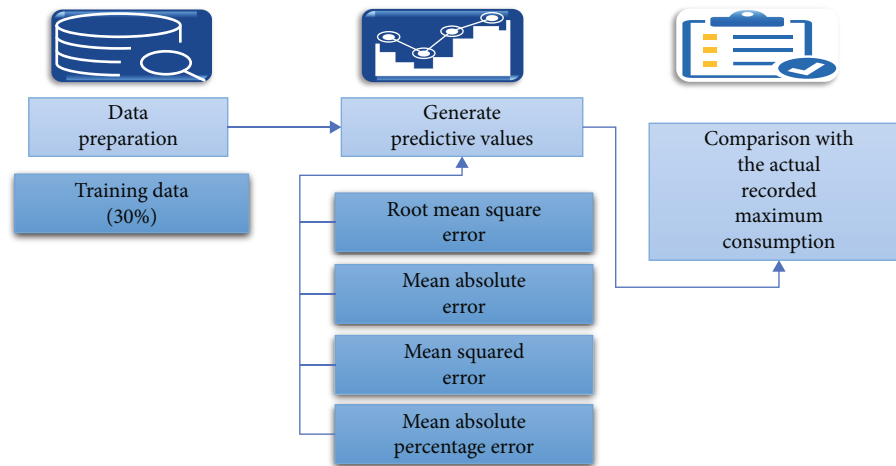 Data
preparation
Training data
(30%)
Generate
predictive values
Root mean square
error
Mean absolute
error
Mean squared
error
Mean absolute
percentage error
Comparison with
the actual
recorded
maximum
consumption